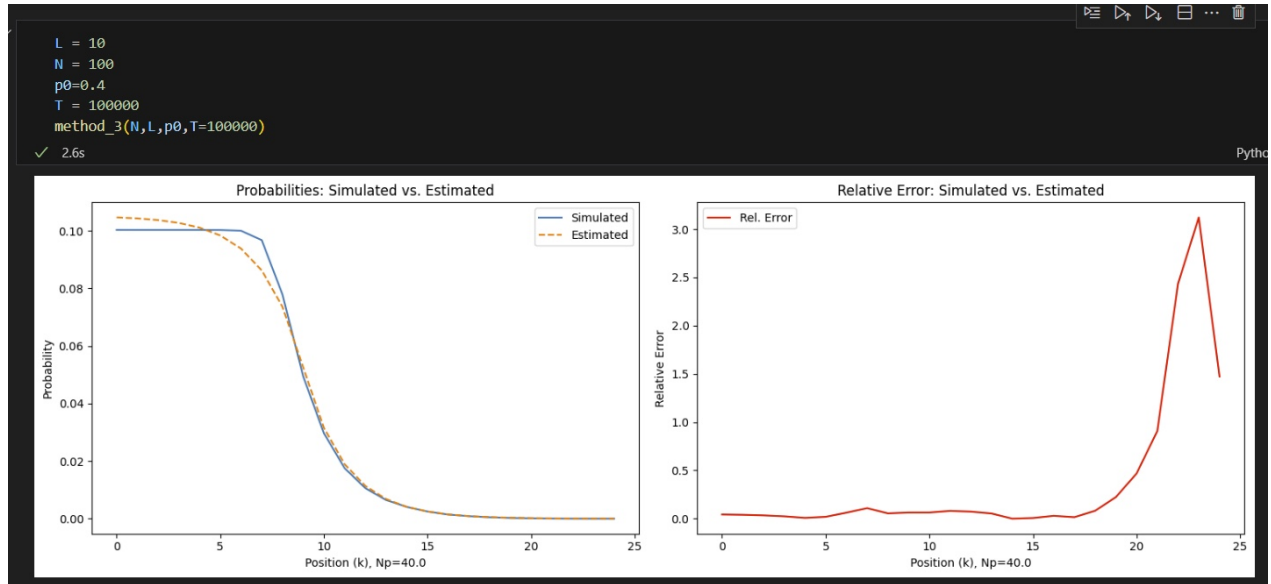 L = 10
N = 100
p0=0.4
T = 100000
method_3(N,L,p0,T=100000)
2.6s
Pytho
Probabilities: Simulated vs. Estimated
Simulated
Estimated
0.10
0.08
0.06
0.04
0.02
0.00
Probability
0
5
10
15
20
25
Position (k), Np=40.0
Relative Error: Simulated vs. Estimated
Rel. Error
3.0
2.5
2.0
1.5
1.0
0.5
0.0
Relative Error
0
5
10
15
20
25
Position (k), Np=40.0